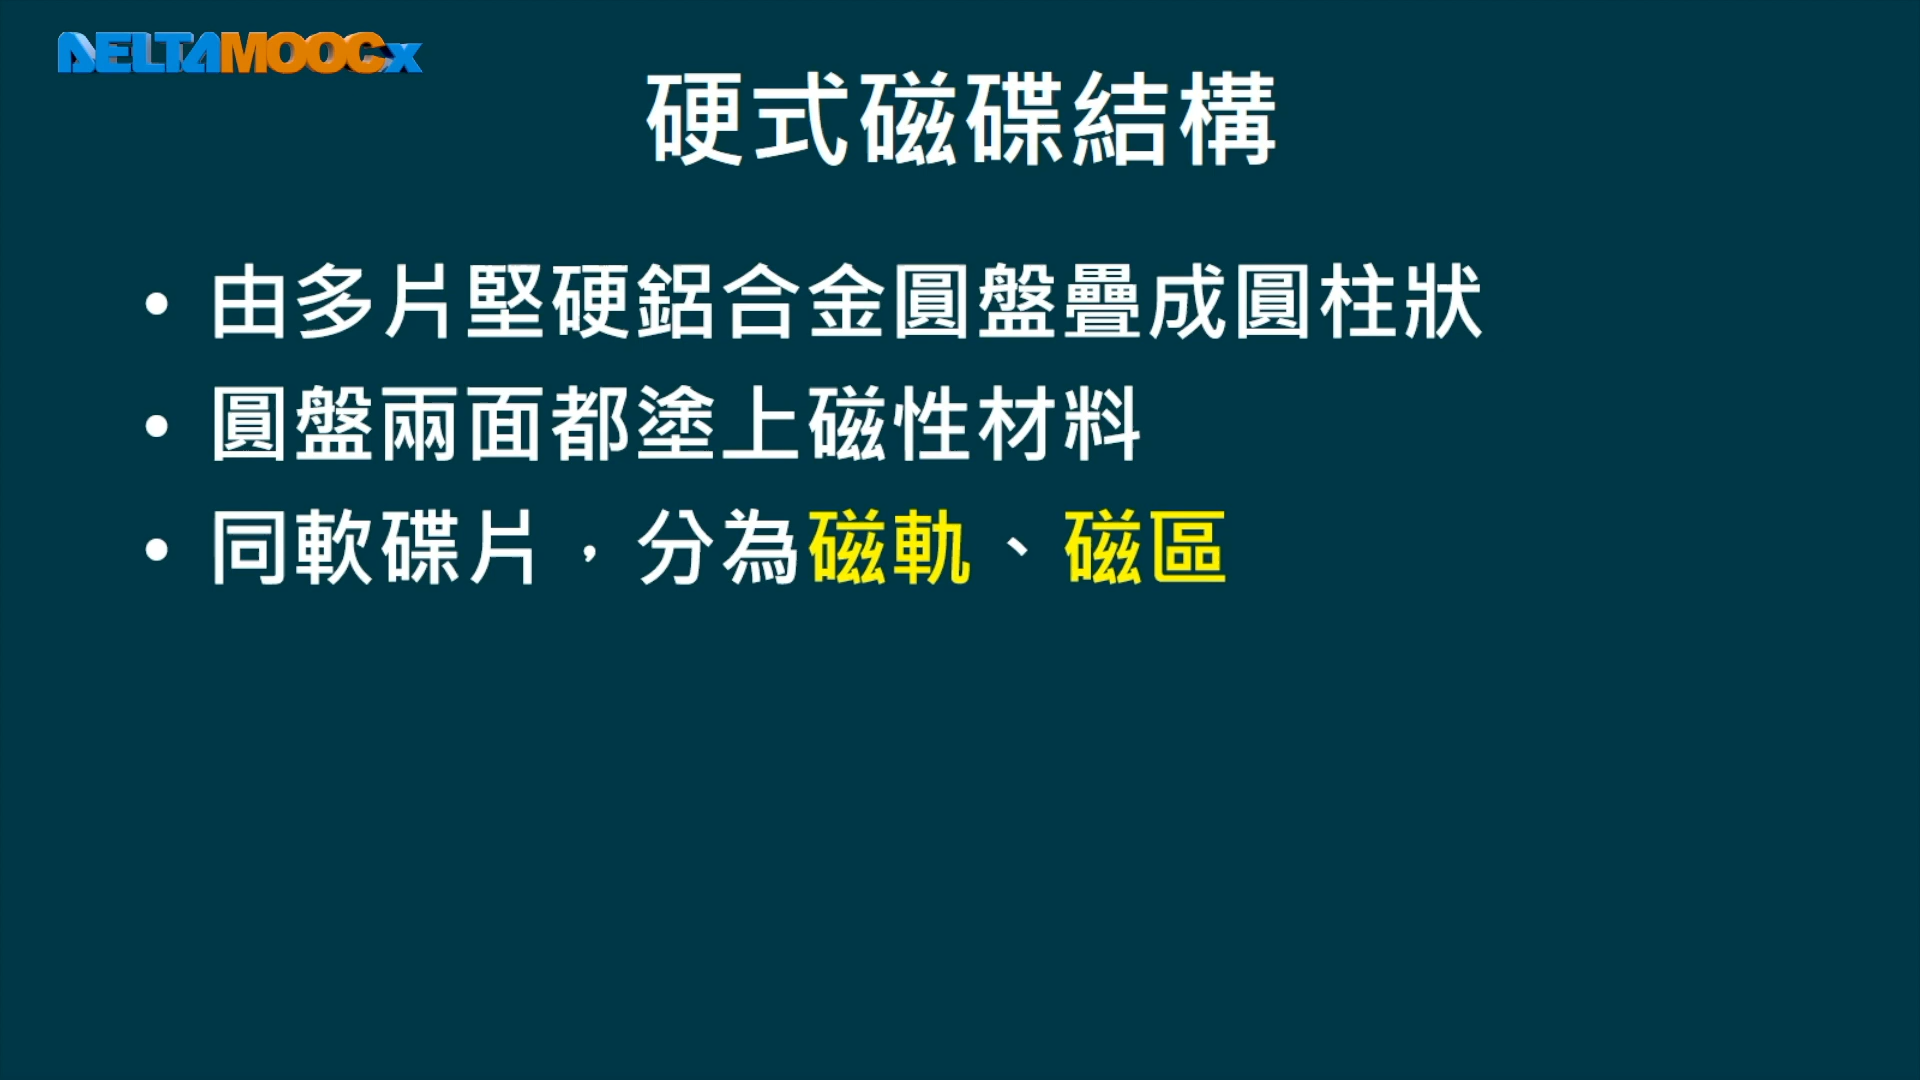 DELTAMOOCx
硬式磁碟結構
• 由多片堅硬鋁合金圓盤疊成圓柱狀
• 圓盤兩面都塗上磁性材料
• 同軟碟片，分為磁軌、磁區